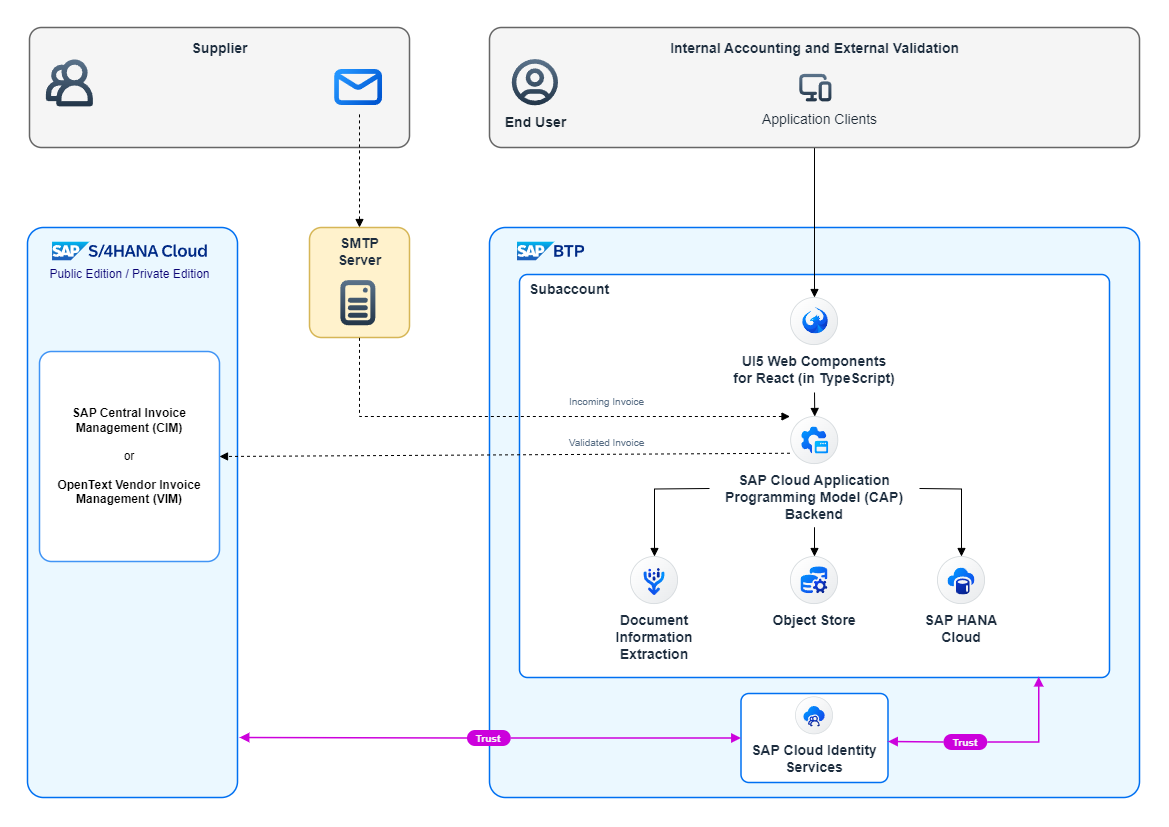 Supplier
Internal Accounting and External Validation
End User
Application Clients
SAP S/4HANA Cloud
Public Edition / Private Edition
SMTP
Server
SAP BTP
Subaccount
UI5 Web Components
for React (in TypeScript)
Incoming Invoice
Validated Invoice
SAP Central Invoice
Management (CIM)
or
OpenText Vendor Invoice
Management (VIM)
SAP Cloud Application
Programming Model (CAP)
Backend
Document
Information
Extraction
Object Store
SAP HANA
Cloud
Trust
SAP Cloud Identity
Services
Trust